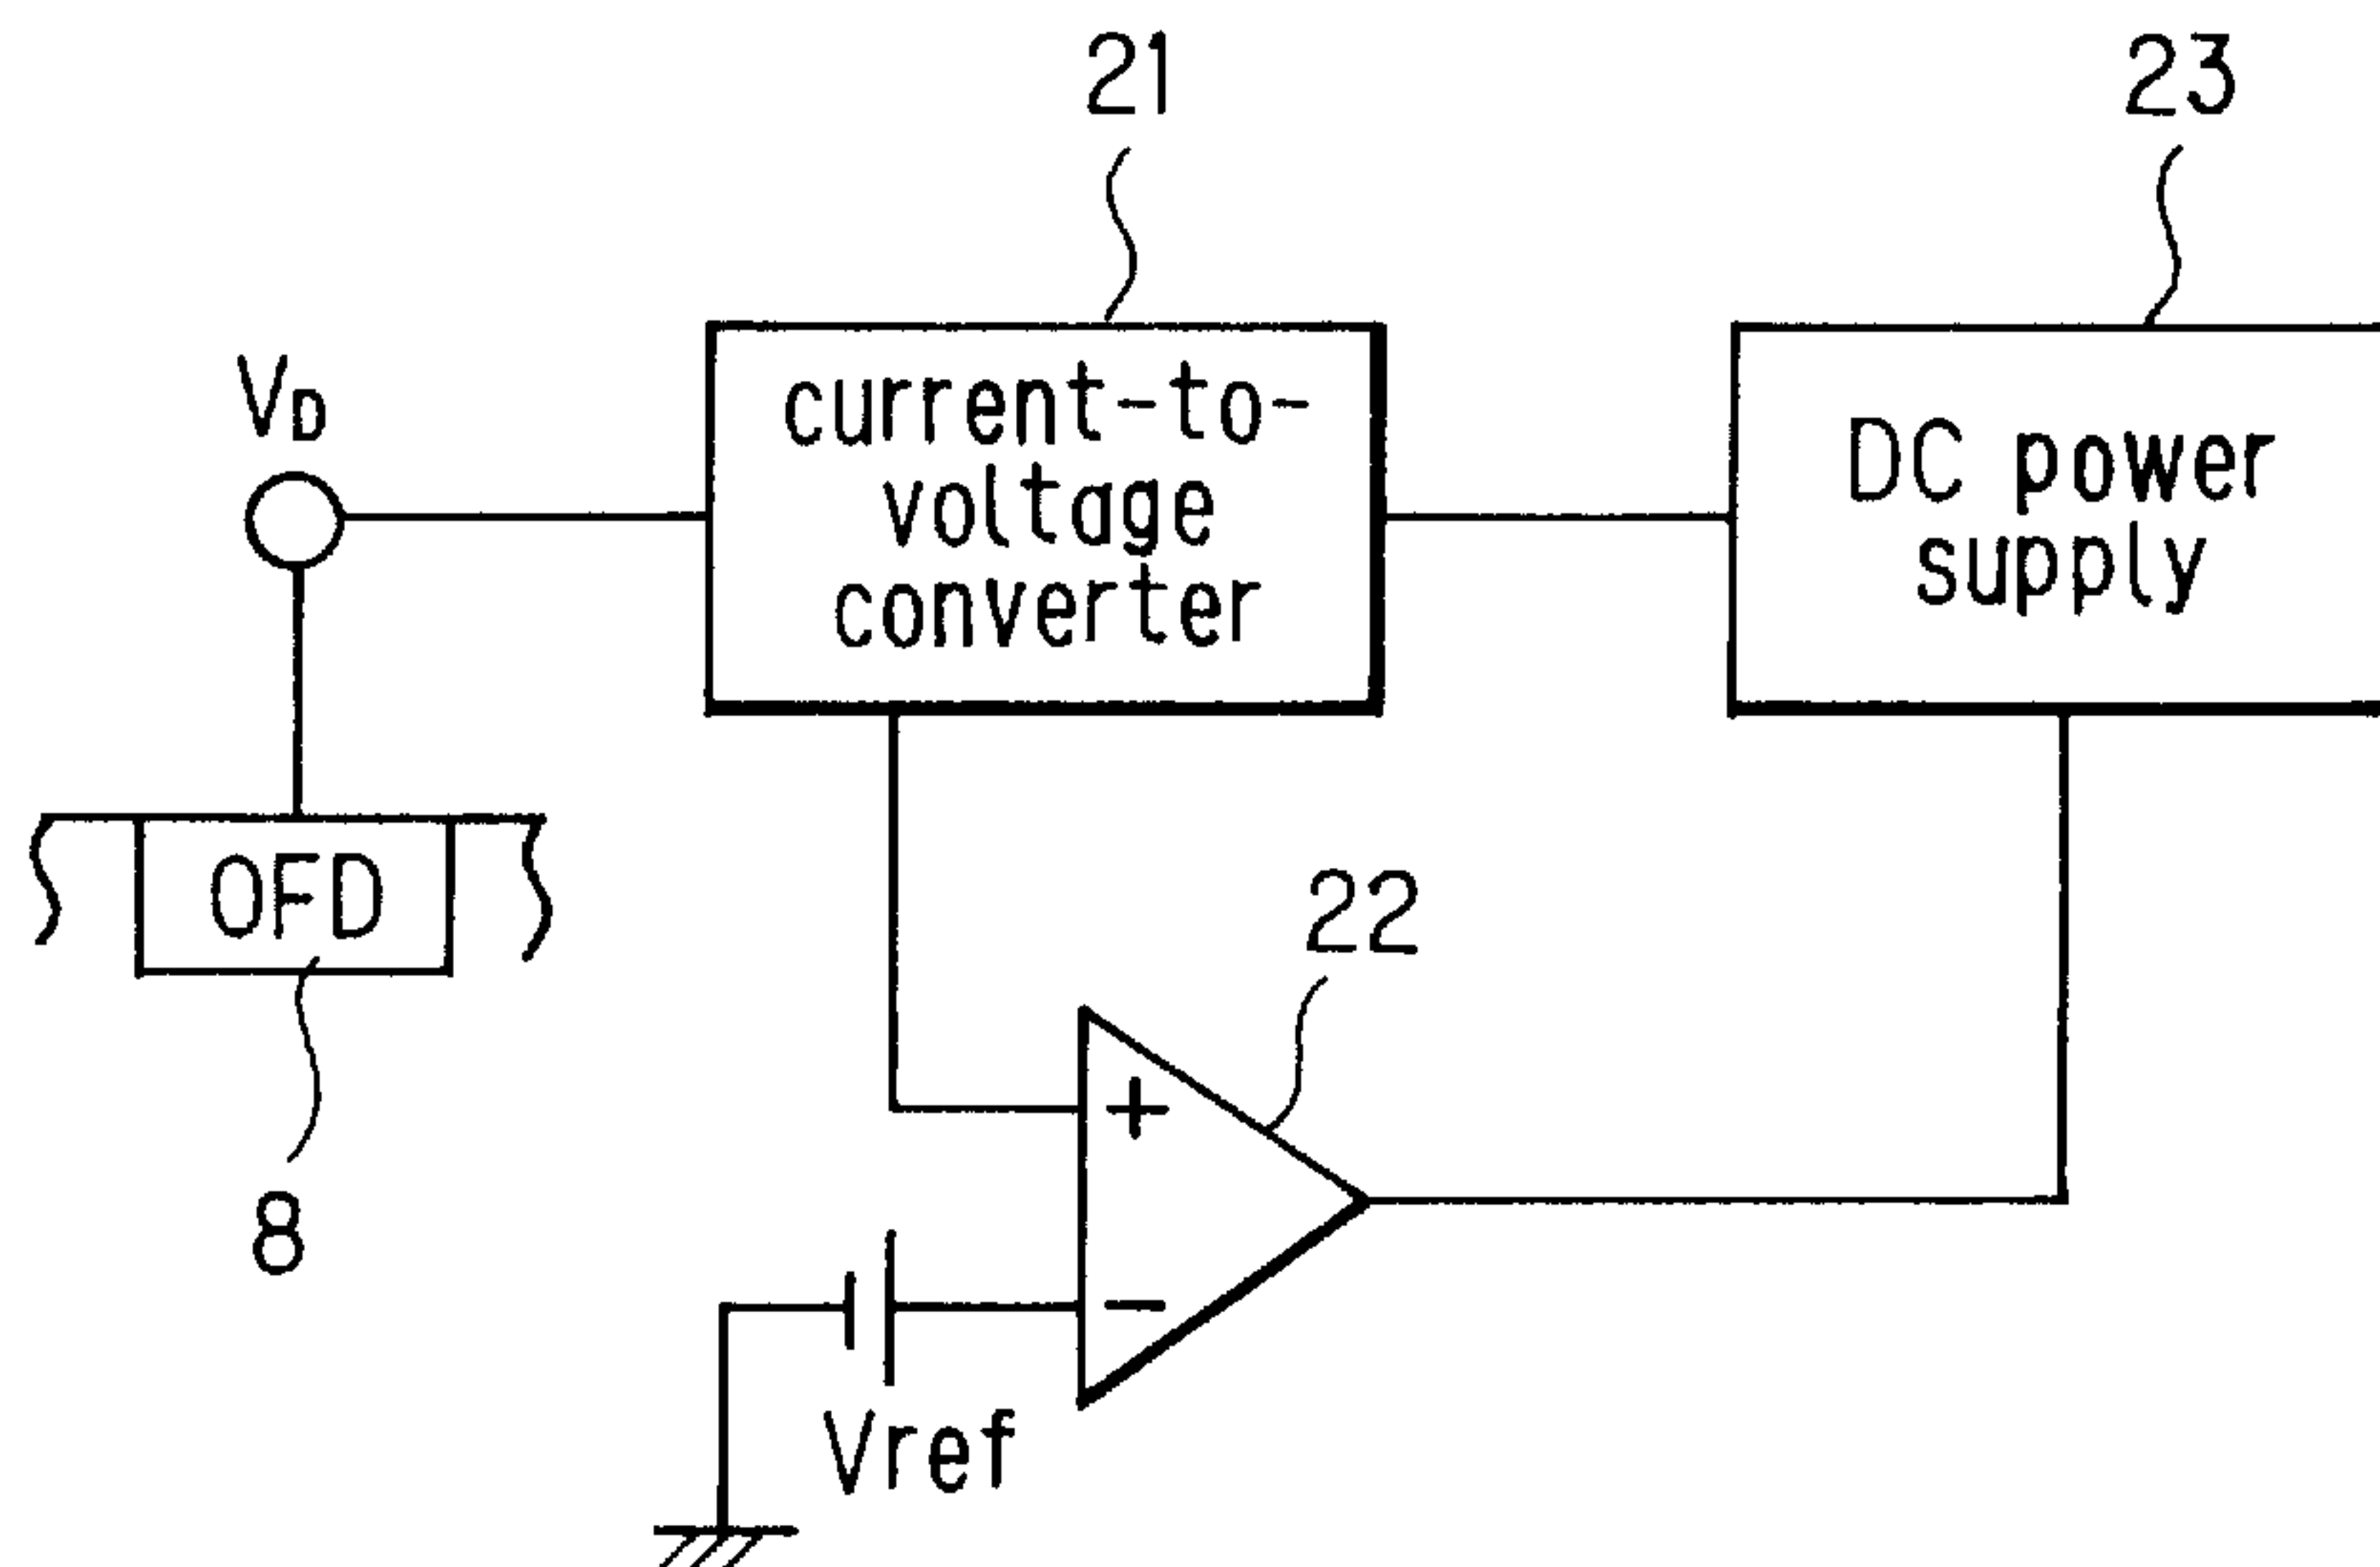 21
23
VD
current-to-
voltage
converter
DC power
supply
OFD
22
8
+
−
Vref